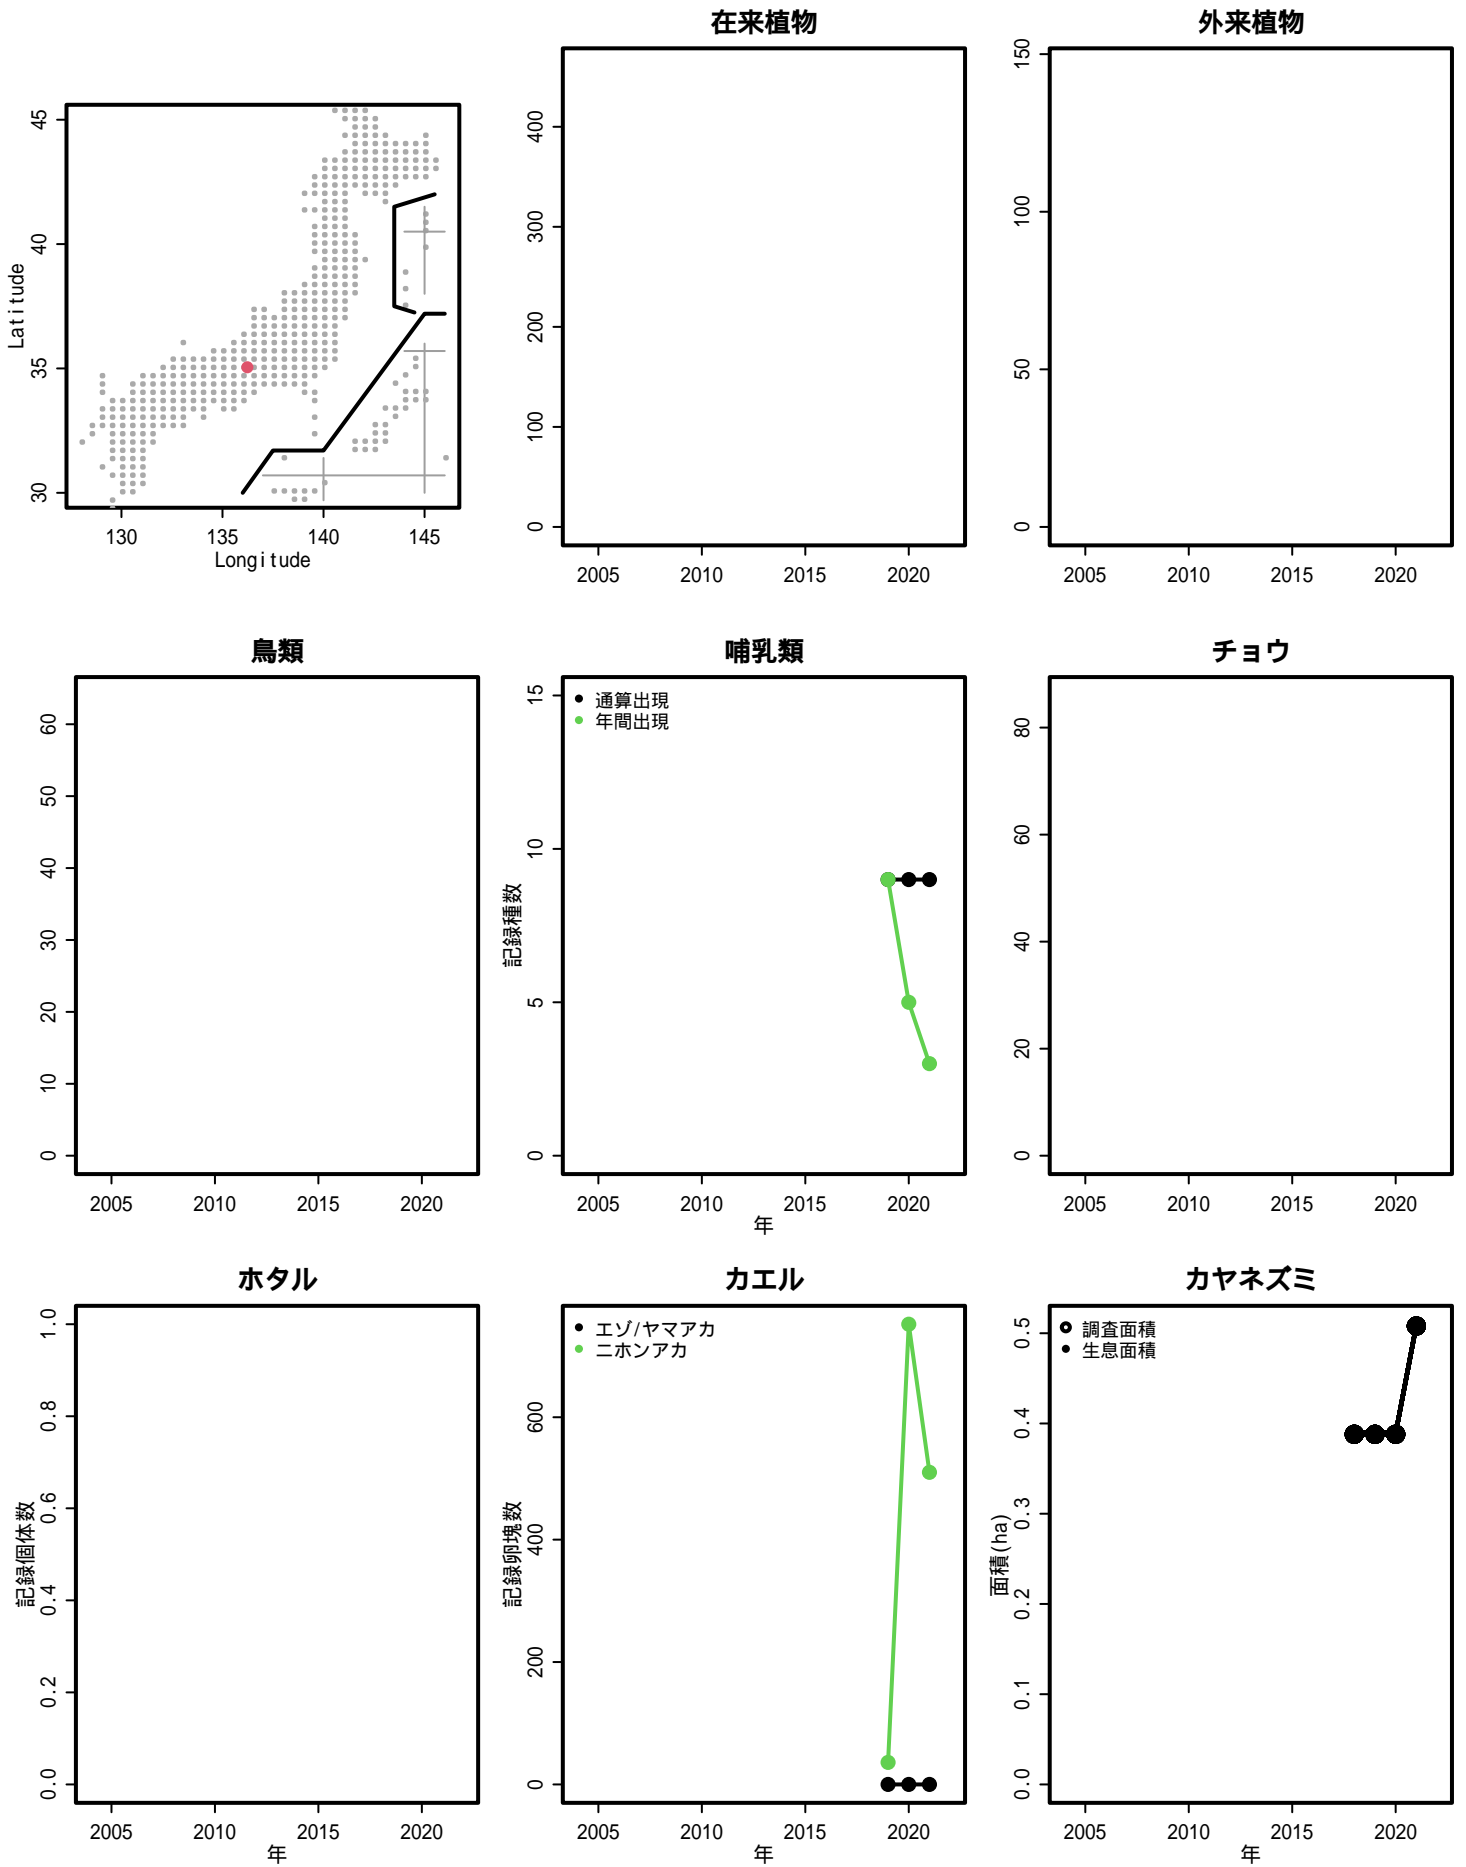 在来植物
外来植物
45
40
35
30
Latitude
130 135 140 145
Longitude
400
300
200
100
0
2005 2010 2015 2020
150
100
50
0
2005 2010 2015 2020
鳥類
哺乳類
チョウ
60
50
40
30
20
10
0
2005 2010 2015 2020
通算出現
年間出現
15
10
5
0
記録種数
2005 2010 2015 2020
年
80
60
40
20
0
2005 2010 2015 2020
ホタル
カエル
カヤネズミ
1.0
0.8
0.6
0.4
0.2
0.0
記録個体数
2005 2010 2015 2020
年
エゾ/ヤマアカ
ニホンアカ
600
400
200
0
記録卵塊数
2005 2010 2015 2020
年
調査面積
生息面積
0.5
0.4
0.3
0.2
0.1
0.0
面積(ha)
2005 2010 2015 2020
年